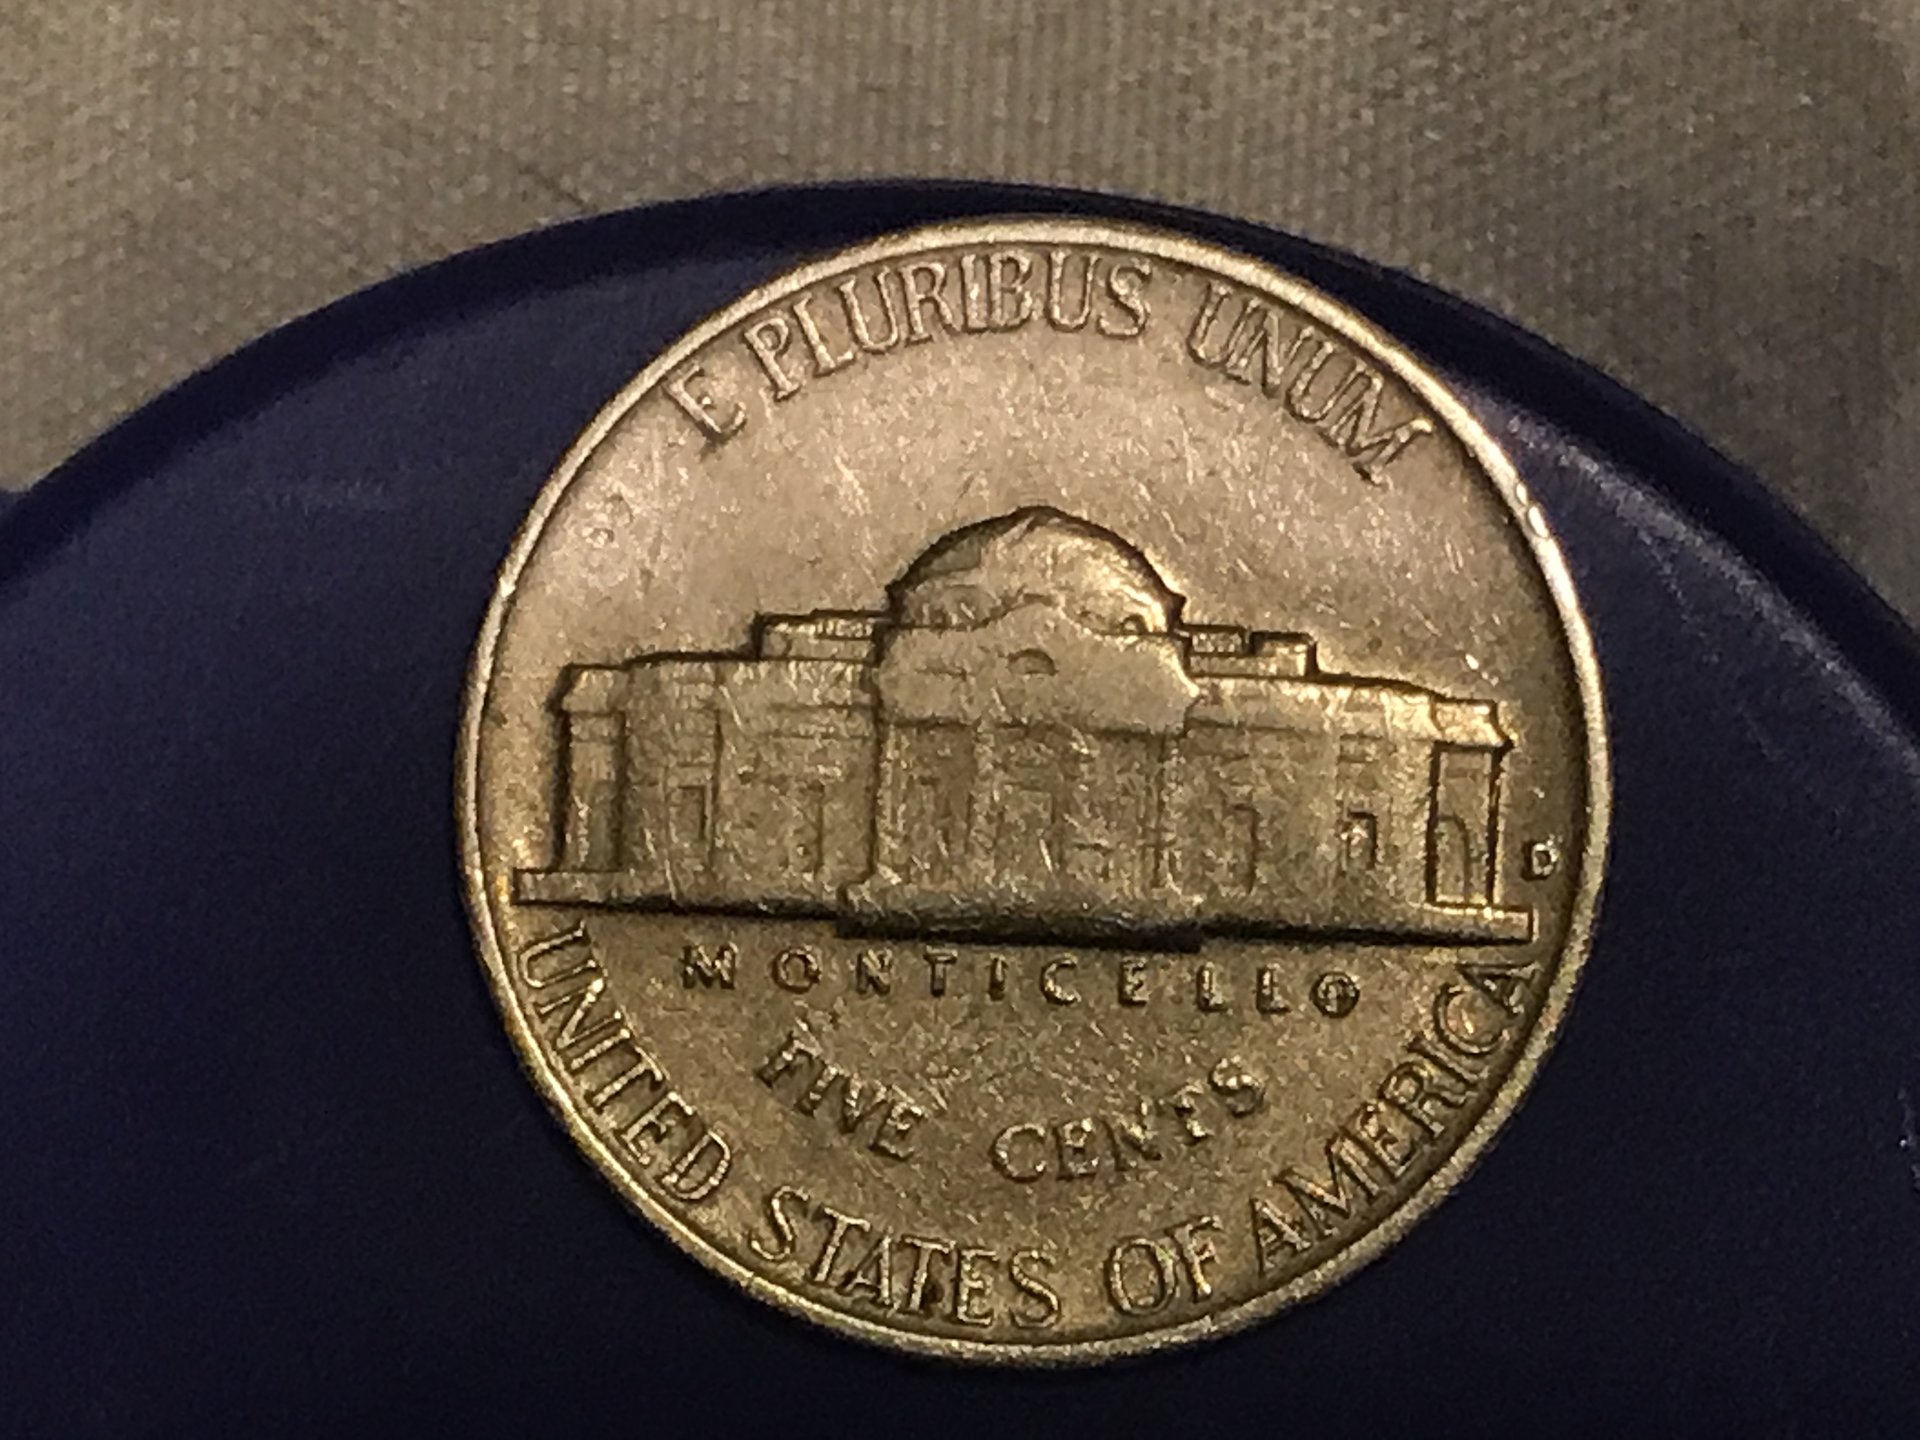 E PLURIBUS UNUM
D
MONTICELLO
FIVE CENTS
UNITED STATES OF AMERICA